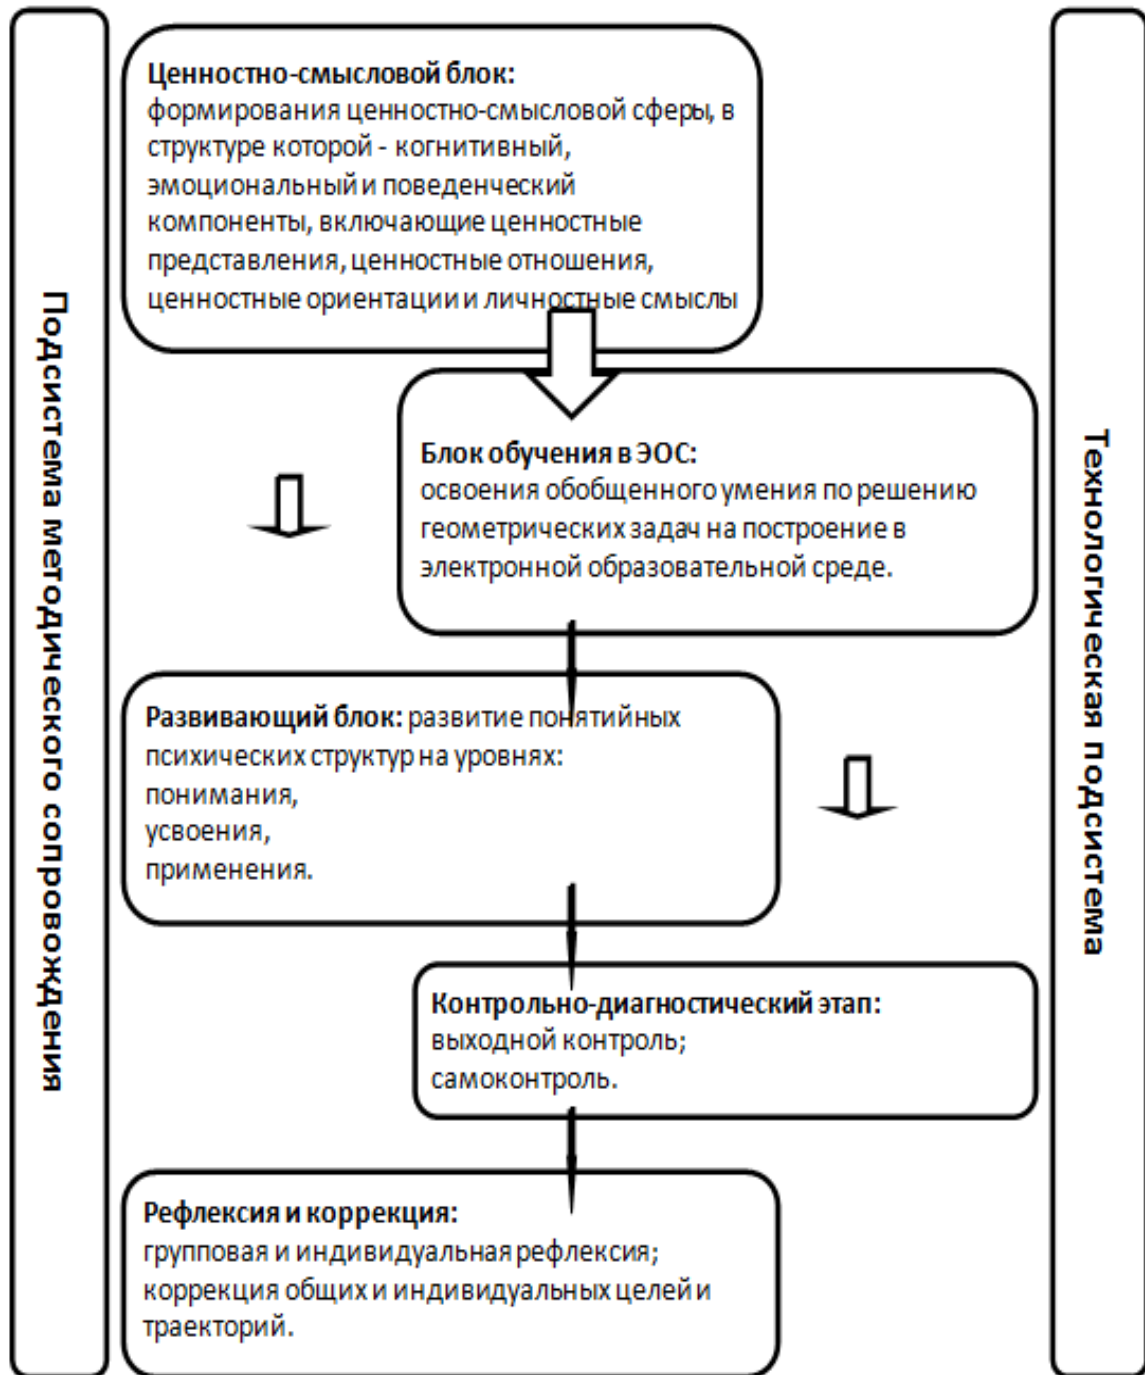 Подсистема методического сопровождения
Ценностно-смысловой блок:
формирования ценностно-смысловой сферы, в
структуре которой - когнитивный,
эмоциональный и поведенческий
компоненты, включающие ценностные
представления, ценностные отношения,
ценностные ориентации и личностные смыслы
Блок обучения в ЭОС:
освоения обобщенного умения по решению
геометрических задач на построение в
электронной образовательной среде.
Развивающий блок: развитие понятийных
психических структур на уровнях:
понимания,
усвоения,
применения.
Контрольно-диагностический этап:
выходной контроль;
самоконтроль.
Рефлексия и коррекция:
групповая и индивидуальная рефлексия;
коррекция общих и индивидуальных целей и
траекторий.
Технологическая подсистема